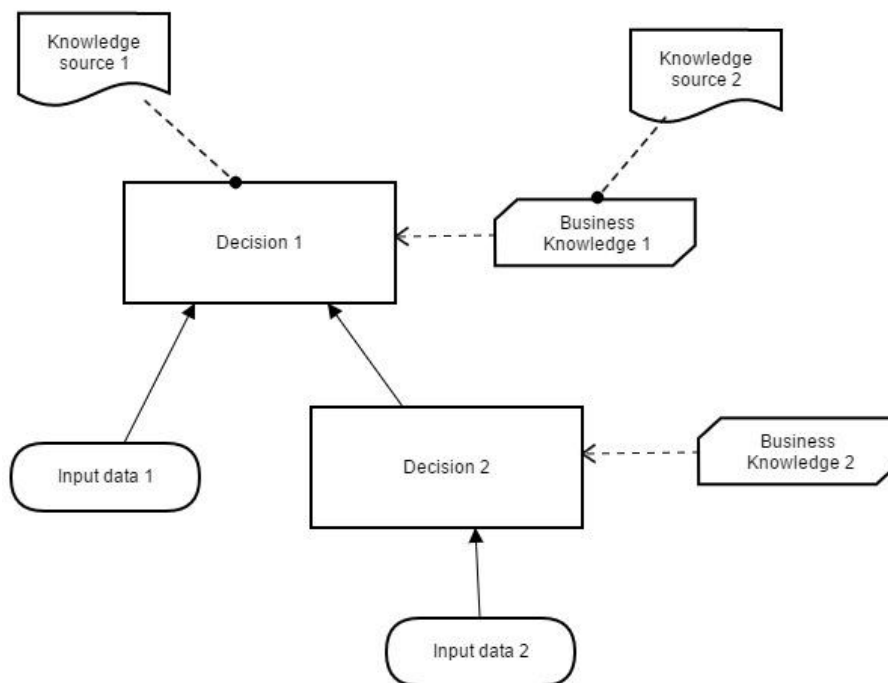 Knowledge
source 1
Knowledge
source 2
Decision 1
Business
Knowledge 1
Decision 2
Business
Knowledge 2
Input data 1
Input data 2